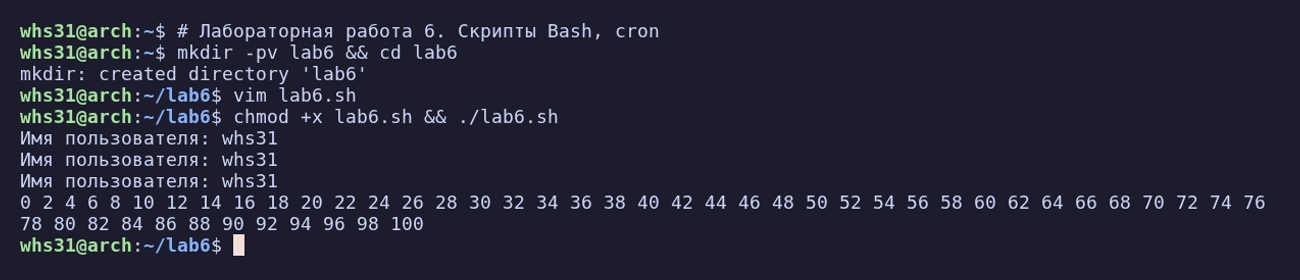 whs31@arch:~$ # Лабораторная работа 6. Скрипты Bash, cron
whs31@arch:~$ mkdir -pv lab6 && cd lab6
mkdir: created directory 'lab6'
whs31@arch:~/lab6$ vim lab6.sh
whs31@arch:~/lab6$ chmod +x lab6.sh && ./lab6.sh
Имя пользователя: whs31
Имя пользователя: whs31
Имя пользователя: whs31
0 2 4 6 8 10 12 14 16 18 20 22 24 26 28 30 32 34 36 38 40 42 44 46 48 50 52 54 56 58 60 62 64 66 68 70 72 74 76
78 80 82 84 86 88 90 92 94 96 98 100
whs31@arch:~/lab6$